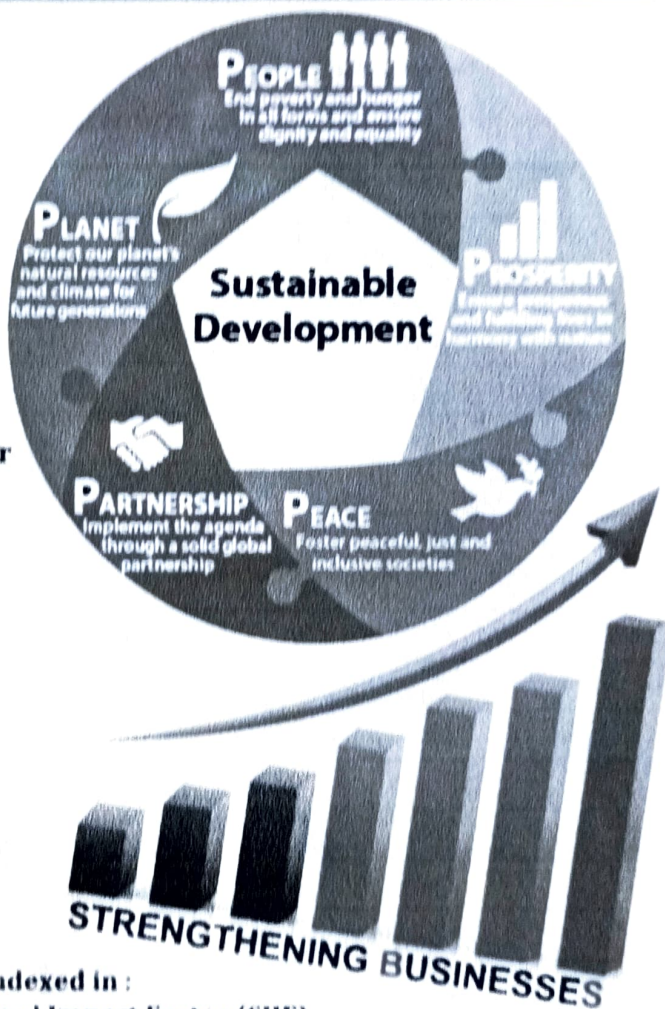 PEOPLE
End poverty and hunger
in all forms and ensure
dignity and equality
PLANET
Protect our planet's
natural resources
and climate for
future generations
PROSPERITY
harmony with nature
Sustainable
Development
r
PARTNERSHIP
Implement the agenda
through a solid global
partnership
PEACE
Foster peaceful, just and
inclusive societies
STRENGTHENING BUSINESSES
ndexed in :